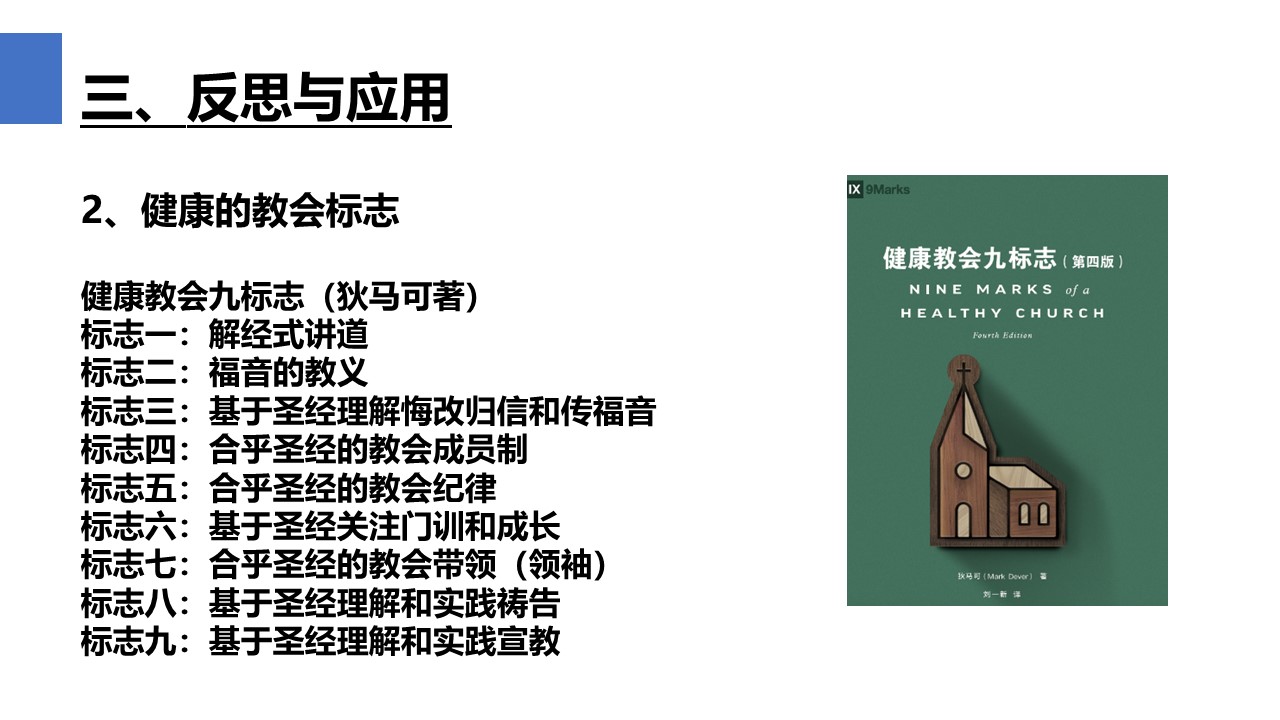 三、反思与应用
2、健康的教会标志
健康教会九标志（狄马可著）
标志一：解经式讲道
标志二：福音的教义
标志三：基于圣经理解悔改归信和传福音
标志四：合乎圣经的教会成员制
标志五：合乎圣经的教会纪律
标志六：基于圣经关注门训和成长
标志七：合乎圣经的教会带领（领袖）
标志八：基于圣经理解和实践祷告
标志九：基于圣经理解和实践宣教
IX 9Marks
健康教会九标志（第四版）
NINE MARKS of a
HEALTHY CHURCH
Fourth Edition
狄马可（Mark Dever） 著
刘一新 译